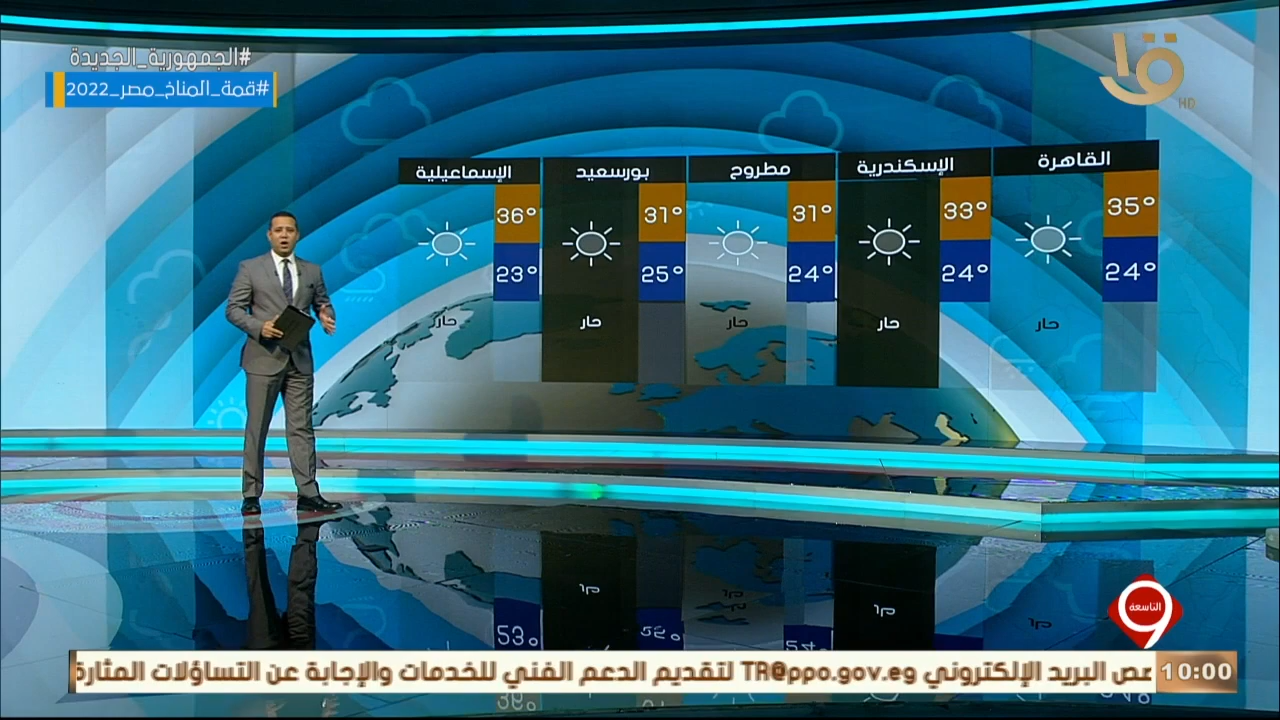 #الجمهورية_الجديدة
#قمة_المناخ_مصر_2022
HD
القاهرة
35°
24°
حار
الإسكندرية
33°
24°
حار
مطروح
31°
24°
حار
بورسعيد
31°
25°
حار
الإسماعيلية
36°
23°
حار
التاسعة
9
البريد الإلكتروني TR@ppo.gov.eg لتقديم الدعم الفني للخدمات والإجابة عن التساؤلات المثارة
10:00